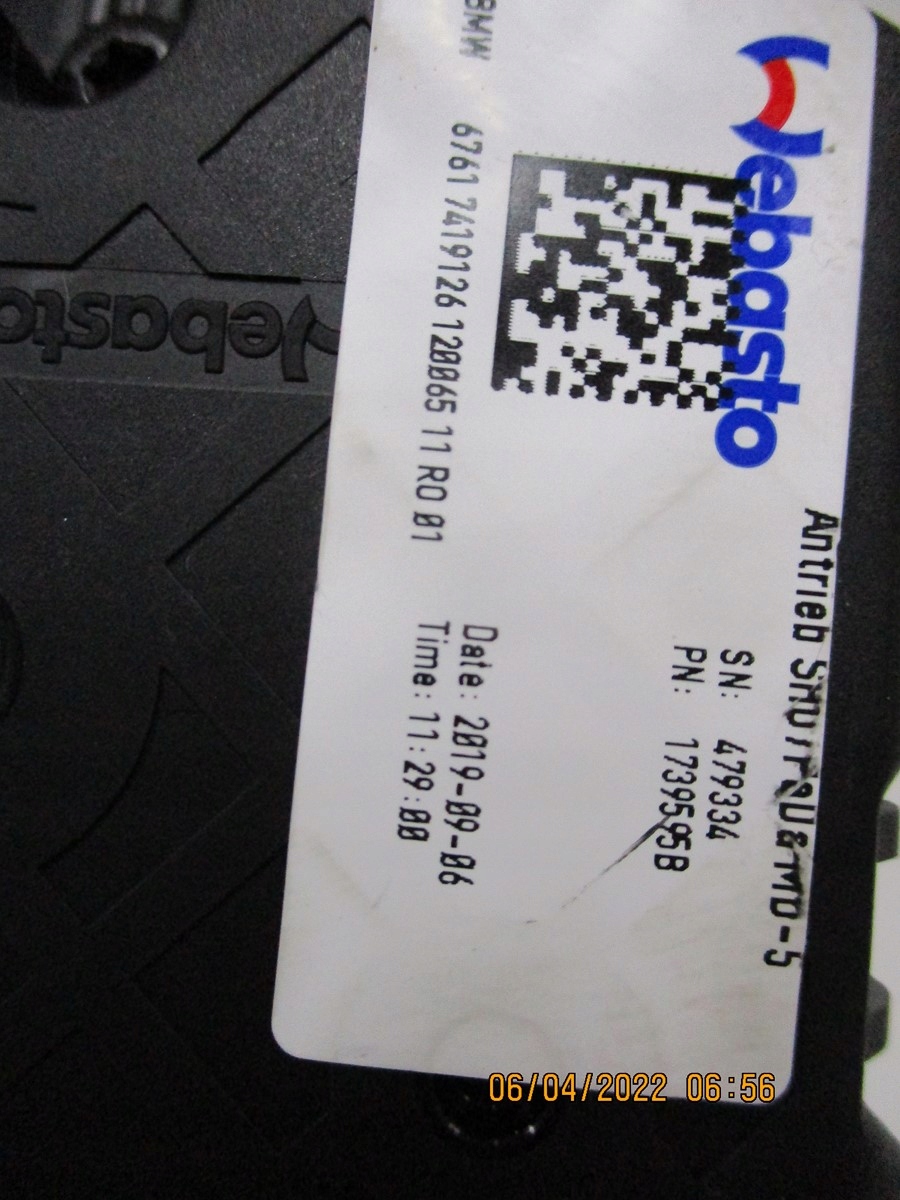 Webasto
Antrieb
SN: 479334
PN: 1739595B
BMW 6761 7419126 120065 11 RO 01
Date: 2019-09-06
Time: 11:29:00
Webasto
06/04/2022 06:56